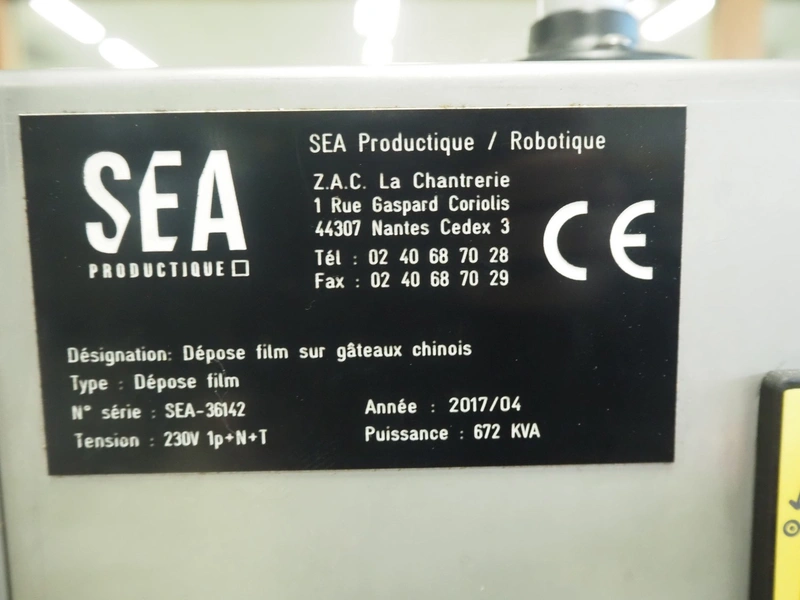 SEA
PRODUCTIQUE
SEA Productique / Robotique
Z.A.C. La Chantrerie
1 Rue Gaspard Coriolis
44307 Nantes Cedex 3
Tél : 02 40 68 70 28
Fax : 02 40 68 70 29
CE
Désignation: Dépose film sur gâteaux chinois
Type : Dépose film
N° série : SEA-36142
Année : 2017/04
Tension : 230V 1p+N+T
Puissance : 672 KVA